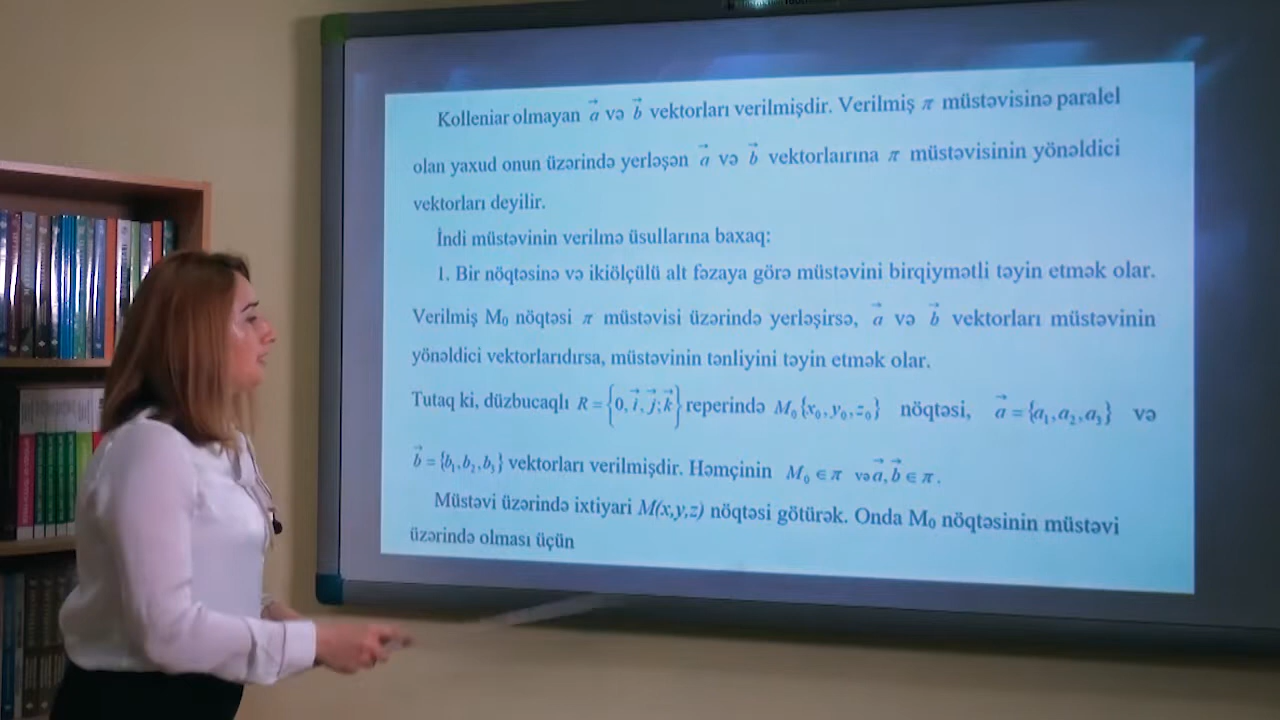 Kolleniar olmayan a⃗ və b⃗ vektorları verilmişdir. Verilmiş π müstəvisinə paralel
olan yaxud onun üzərində yerləşən a⃗ və b⃗ vektorlaırına π müstəvisinin yönəldici
vektorları deyilir.
İndi müstəvinin verilmə üsullarına baxaq:
1. Bir nöqtəsinə və ikiölçülü alt fəzaya görə müstəvini birqiymətli təyin etmək olar.
Verilmiş M₀ nöqtəsi π müstəvisi üzərində yerləşirsə, a⃗ və b⃗ vektorları müstəvinin
yönəldici vektorlarıdırsa, müstəvinin tənliyini təyin etmək olar.
Tutaq ki, düzbucaqlı R = {0, i⃗, j⃗; k⃗} reperində M₀{x₀, y₀, z₀} nöqtəsi, a⃗ = {a₁, a₂, a₃} və
b⃗ = {b₁, b₂, b₃} vektorları verilmişdir. Həmçinin M₀ ∈ π və a⃗, b⃗ ∈ π.
Müstəvi üzərində ixtiyari M(x,y,z) nöqtəsi götürək. Onda M₀ nöqtəsinin müstəvi
üzərində olması üçün